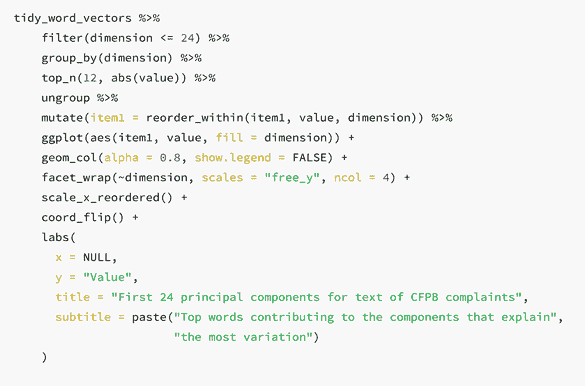 tidy_word_vectors %>%
    filter(dimension <= 24) %>%
    group_by(dimension) %>%
    top_n(12, abs(value)) %>%
    ungroup %>%
    mutate(item1 = reorder_within(item1, value, dimension)) %>%
    ggplot(aes(item1, value, fill = dimension)) +
    geom_col(alpha = 0.8, show.legend = FALSE) +
    facet_wrap(~dimension, scales = "free_y", ncol = 4) +
    scale_x_reordered() +
    coord_flip() +
    labs(
      x = NULL,
      y = "Value",
      title = "First 24 principal components for text of CFPB complaints",
      subtitle = paste("Top words contributing to the components that explain",
                       "the most variation")
    )